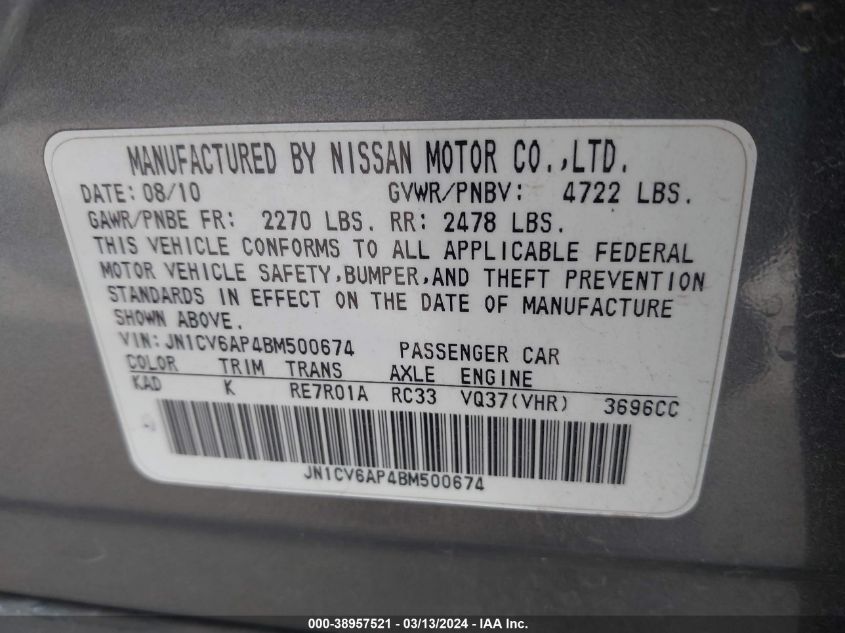 MANUFACTURED BY NISSAN MOTOR CO.,LTD.
DATE: 08/10 GVWR/PNBV: 4722 LBS.
GAWR/PNBE FR: 2270 LBS. RR: 2478 LBS.
THIS VEHICLE CONFORMS TO ALL APPLICABLE FEDERAL
MOTOR VEHICLE SAFETY,BUMPER,AND THEFT PREVENTION
STANDARDS IN EFFECT ON THE DATE OF MANUFACTURE
SHOWN ABOVE.
VIN:JN1CV6AP4BM500674 PASSENGER CAR
COLOR TRIM TRANS AXLE ENGINE
KAD K RE7R01A RC33 VQ37(VHR) 3696CC
JN1CV6AP4BM500674
000-38957521 - 03/13/2024 - IAA Inc.